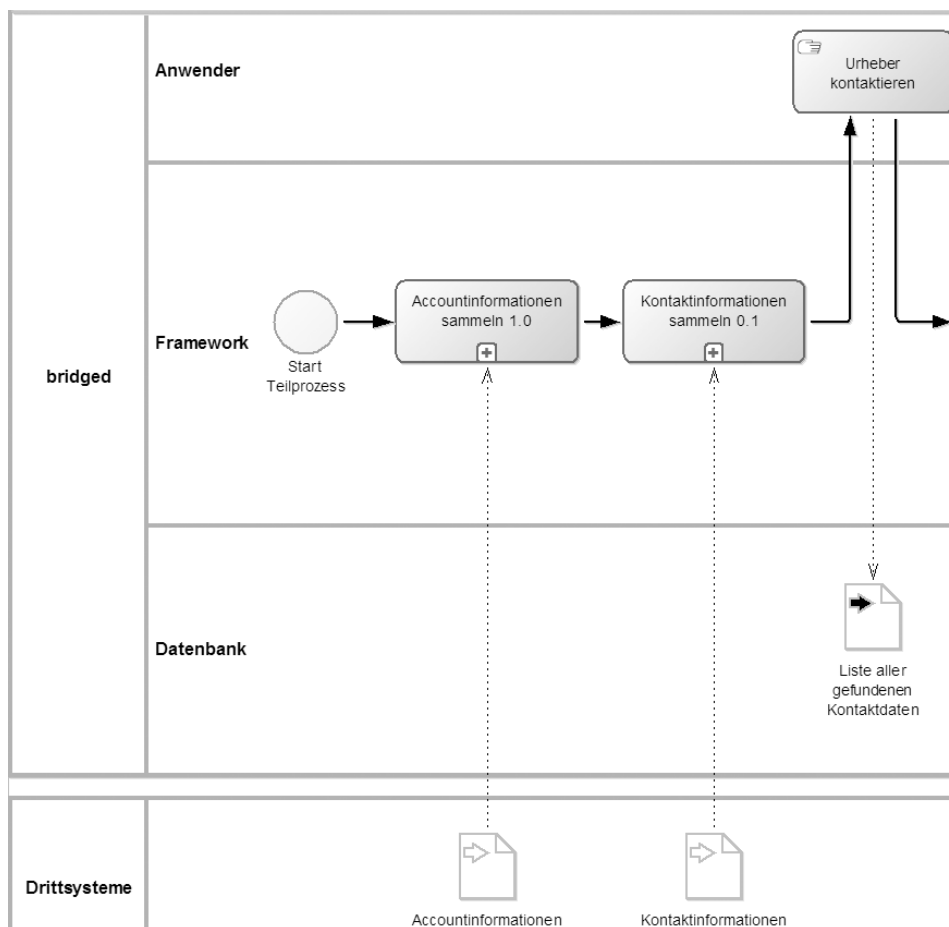 Anwender
Urheber
kontaktieren
bridged
Framework
Start
Teilprozess
Accountinformationen
sammeln 1.0
Kontaktinformationen
sammeln 0.1
Datenbank
Liste aller
gefundenen
Kontaktdaten
Drittsysteme
Accountinformationen
Kontaktinformationen